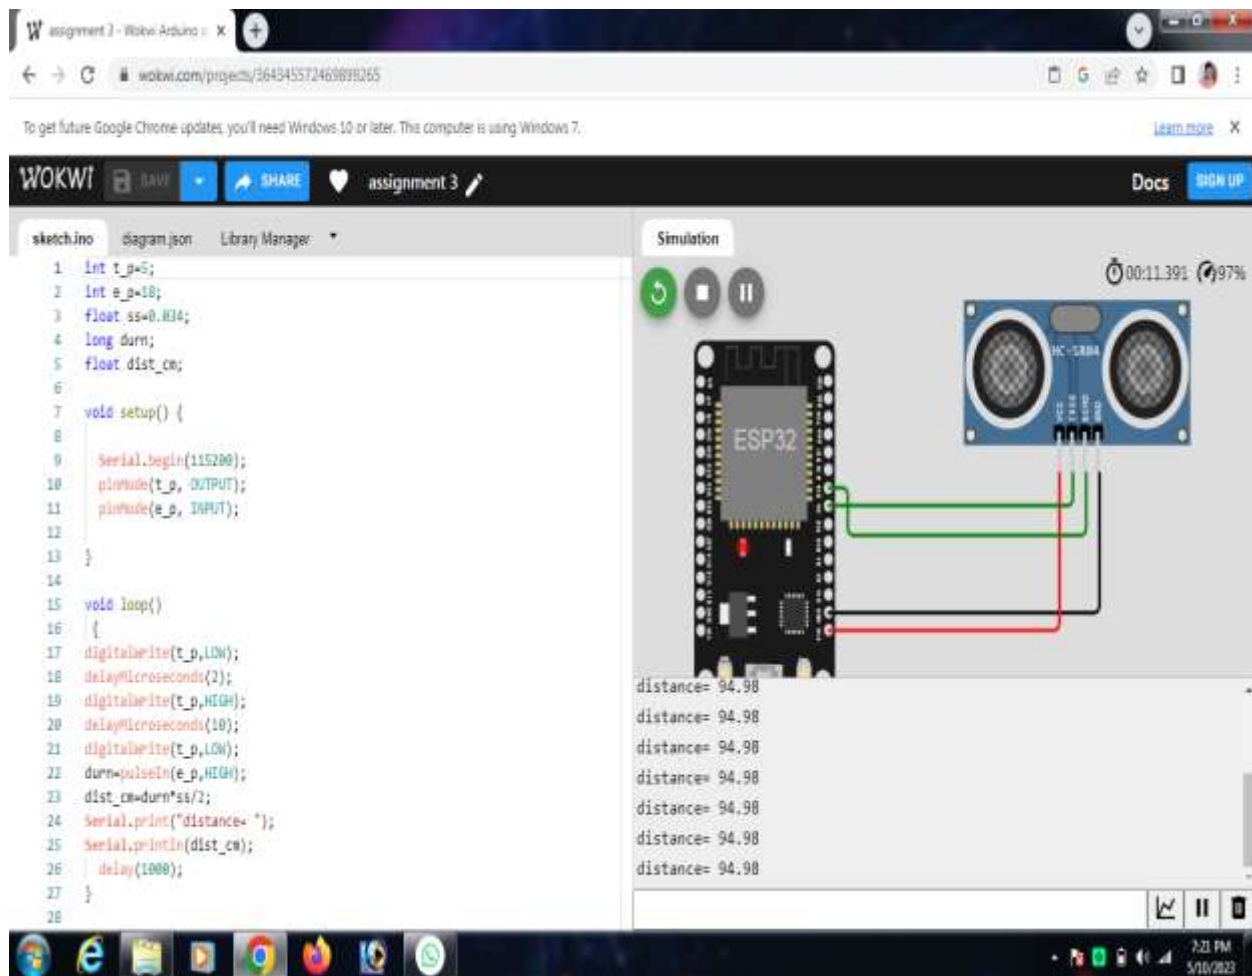 assignment 3 - Wokwi Arduino
wokwi.com/projects/364345572469899265
To get future Google Chrome updates, you'll need Windows 10 or later. This computer is using Windows 7.
Learn more
WOKWI
SAVE
SHARE
assignment 3
Docs
SIGN UP
sketch.ino
diagram.json
Library Manager
1 int t_p=5;
2 int e_p=18;
3 float ss=0.034;
4 long durn;
5 float dist_cm;
6
7 void setup() {
8
9 Serial.begin(115200);
10 pinMode(t_p, OUTPUT);
11 pinMode(e_p, INPUT);
12
13 }
14
15 void loop()
16 {
17 digitalWrite(t_p,LOW);
18 delayMicroseconds(2);
19 digitalWrite(t_p,HIGH);
20 delayMicroseconds(10);
21 digitalWrite(t_p,LOW);
22 durn=pulseIn(e_p,HIGH);
23 dist_cm=durn*ss/2;
24 Serial.print("distance= ");
25 Serial.println(dist_cm);
26 delay(1000);
27 }
28
Simulation
00:11.391 97%
HC-SR04
VCC
TRIG
ECHO
GND
ESP32
distance= 94.98
distance= 94.98
distance= 94.98
distance= 94.98
distance= 94.98
distance= 94.98
distance= 94.98
7:21 PM
5/10/2023